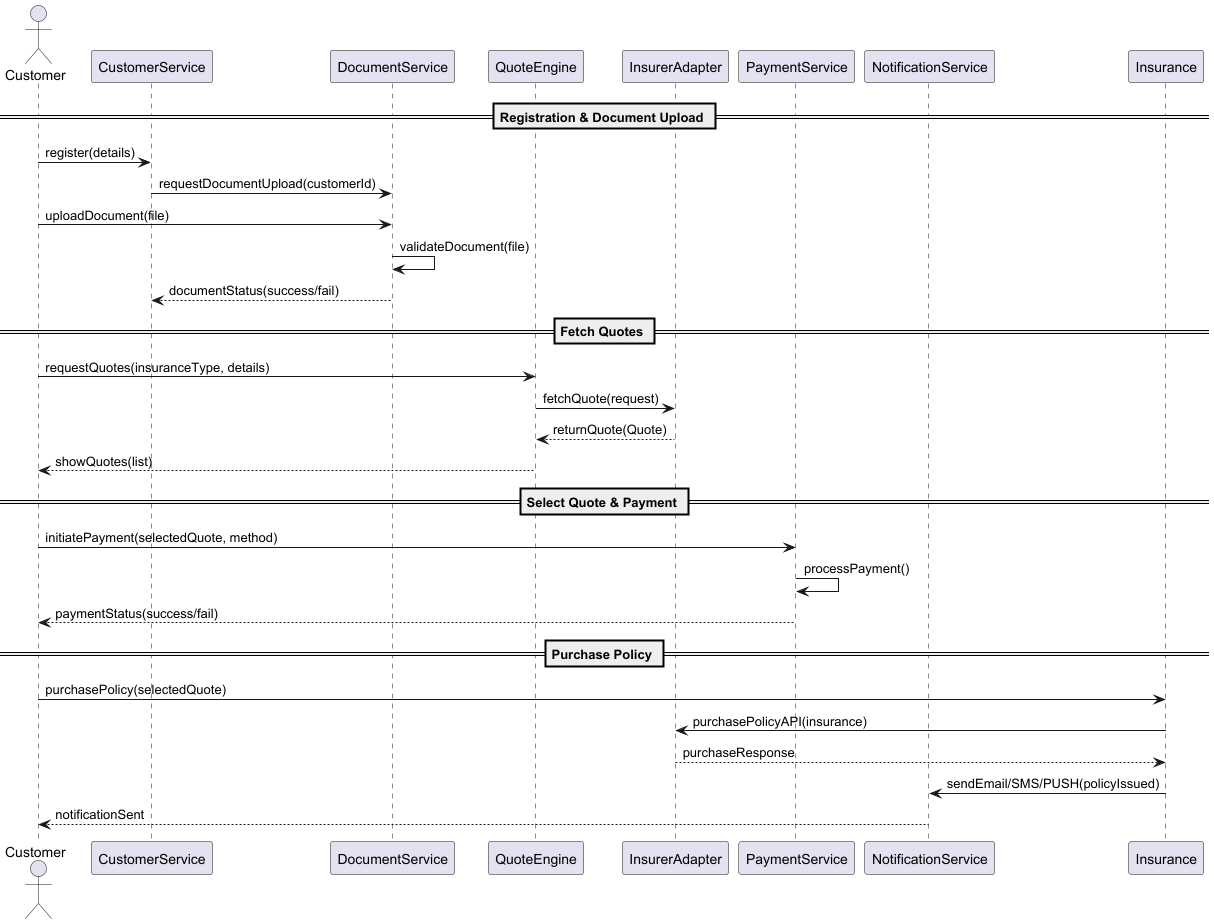 Customer
CustomerService
DocumentService
QuoteEngine
InsurerAdapter
PaymentService
NotificationService
Insurance
Registration & Document Upload
register(details)
requestDocumentUpload(customerId)
uploadDocument(file)
validateDocument(file)
documentStatus(success/fail)
Fetch Quotes
requestQuotes(insuranceType, details)
fetchQuote(request)
returnQuote(Quote)
showQuotes(list)
Select Quote & Payment
initiatePayment(selectedQuote, method)
processPayment()
paymentStatus(success/fail)
Purchase Policy
purchasePolicy(selectedQuote)
purchasePolicyAPI(insurance)
purchaseResponse
sendEmail/SMS/PUSH(policyIssued)
notificationSent
Customer
CustomerService
DocumentService
QuoteEngine
InsurerAdapter
PaymentService
NotificationService
Insurance